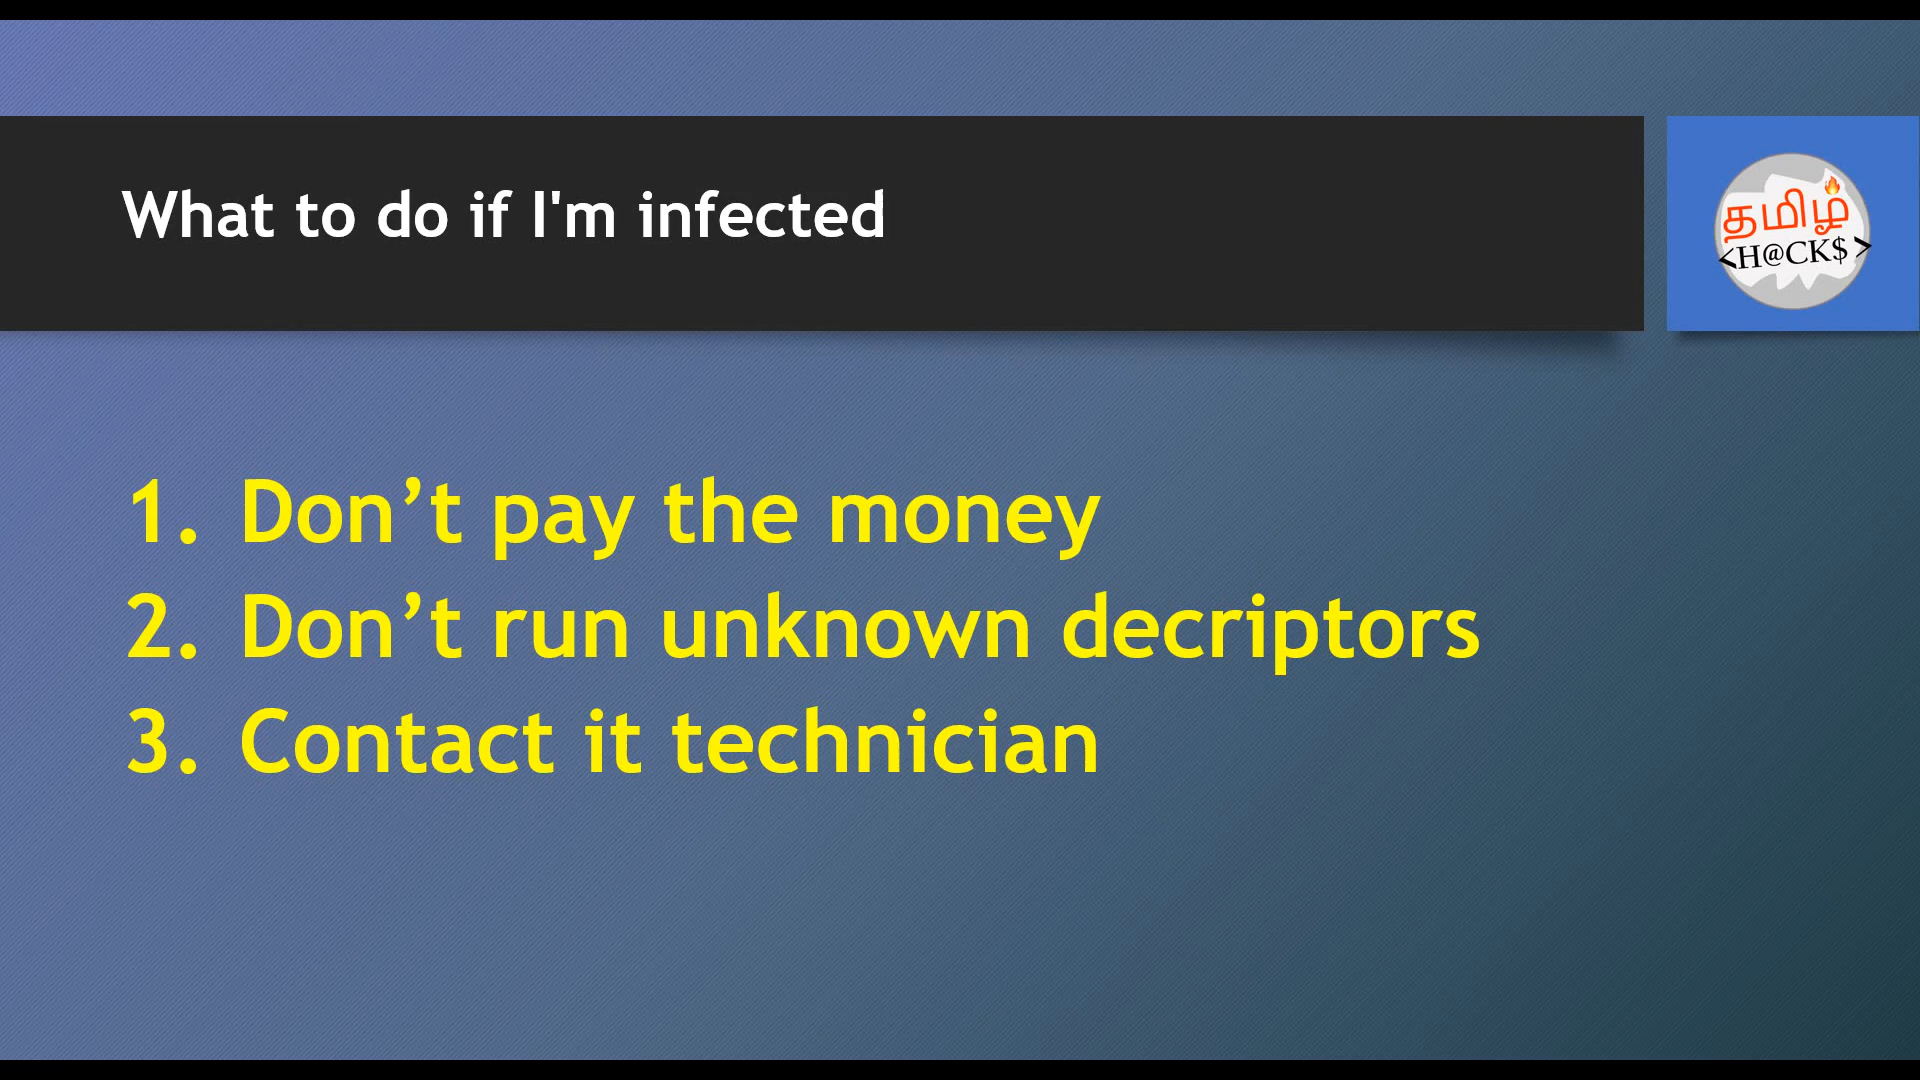 What to do if I'm infected
தமிழ்
<H@CK$>
1. Don’t pay the money
2. Don’t run unknown decriptors
3. Contact it technician